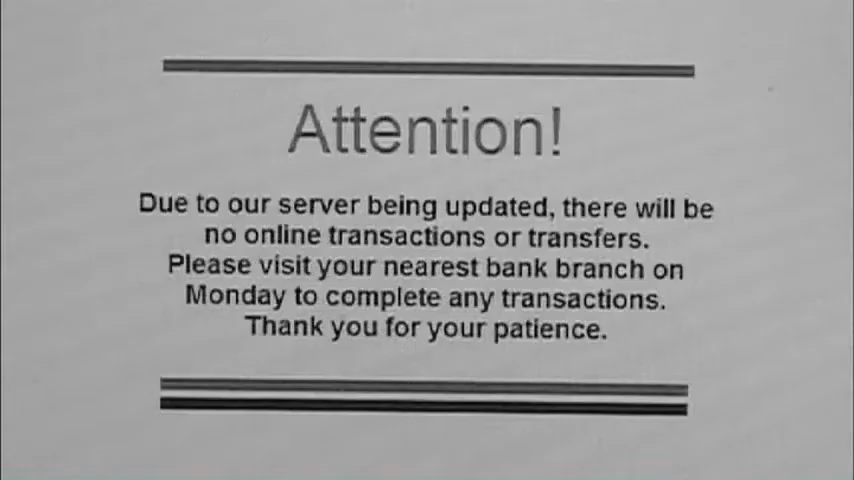 Attention!
Due to our server being updated, there will be
no online transactions or transfers.
Please visit your nearest bank branch on
Monday to complete any transactions.
Thank you for your patience.